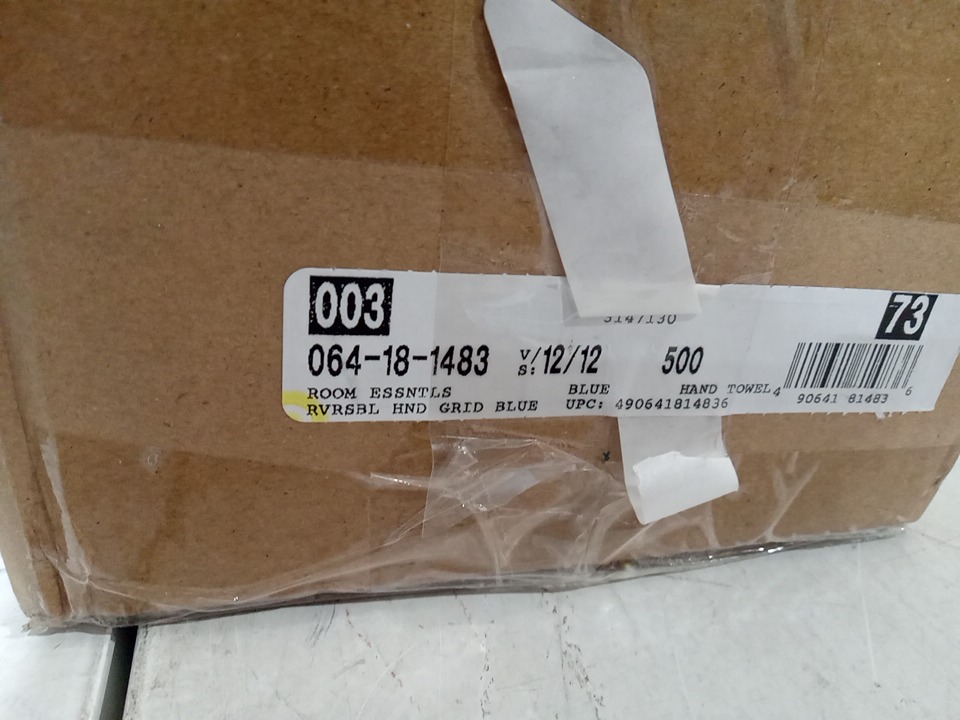 003
73
064-18-1483 V/S: 12/12 500
ROOM ESSNTLS BLUE HAND TOWEL
RVRSBL HND GRID BLUE UPC: 490641814836
4 90641 81483 6